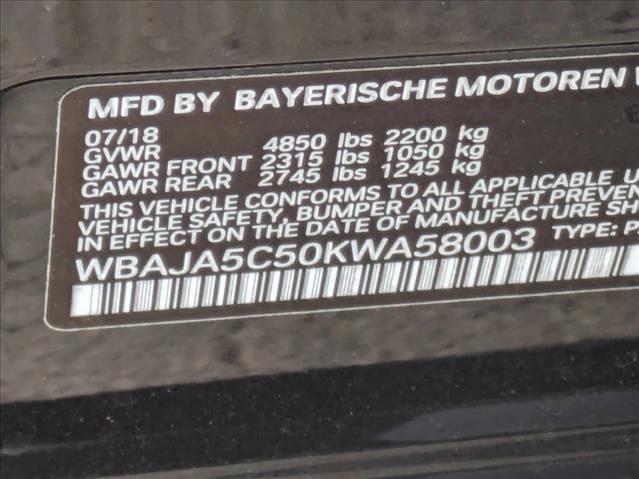 MFD BY BAYERISCHE MOTOREN
07/18
GVWR 4850 lbs 2200 kg
GAWR FRONT 2315 lbs 1050 kg
GAWR REAR 2745 lbs 1245 kg
THIS VEHICLE CONFORMS TO ALL APPLICABLE
VEHICLE SAFETY, BUMPER AND THEFT PREVEN
IN EFFECT ON THE DATE OF MANUFACTURE SH
WBAJA5C50KWA58003 TYPE: P